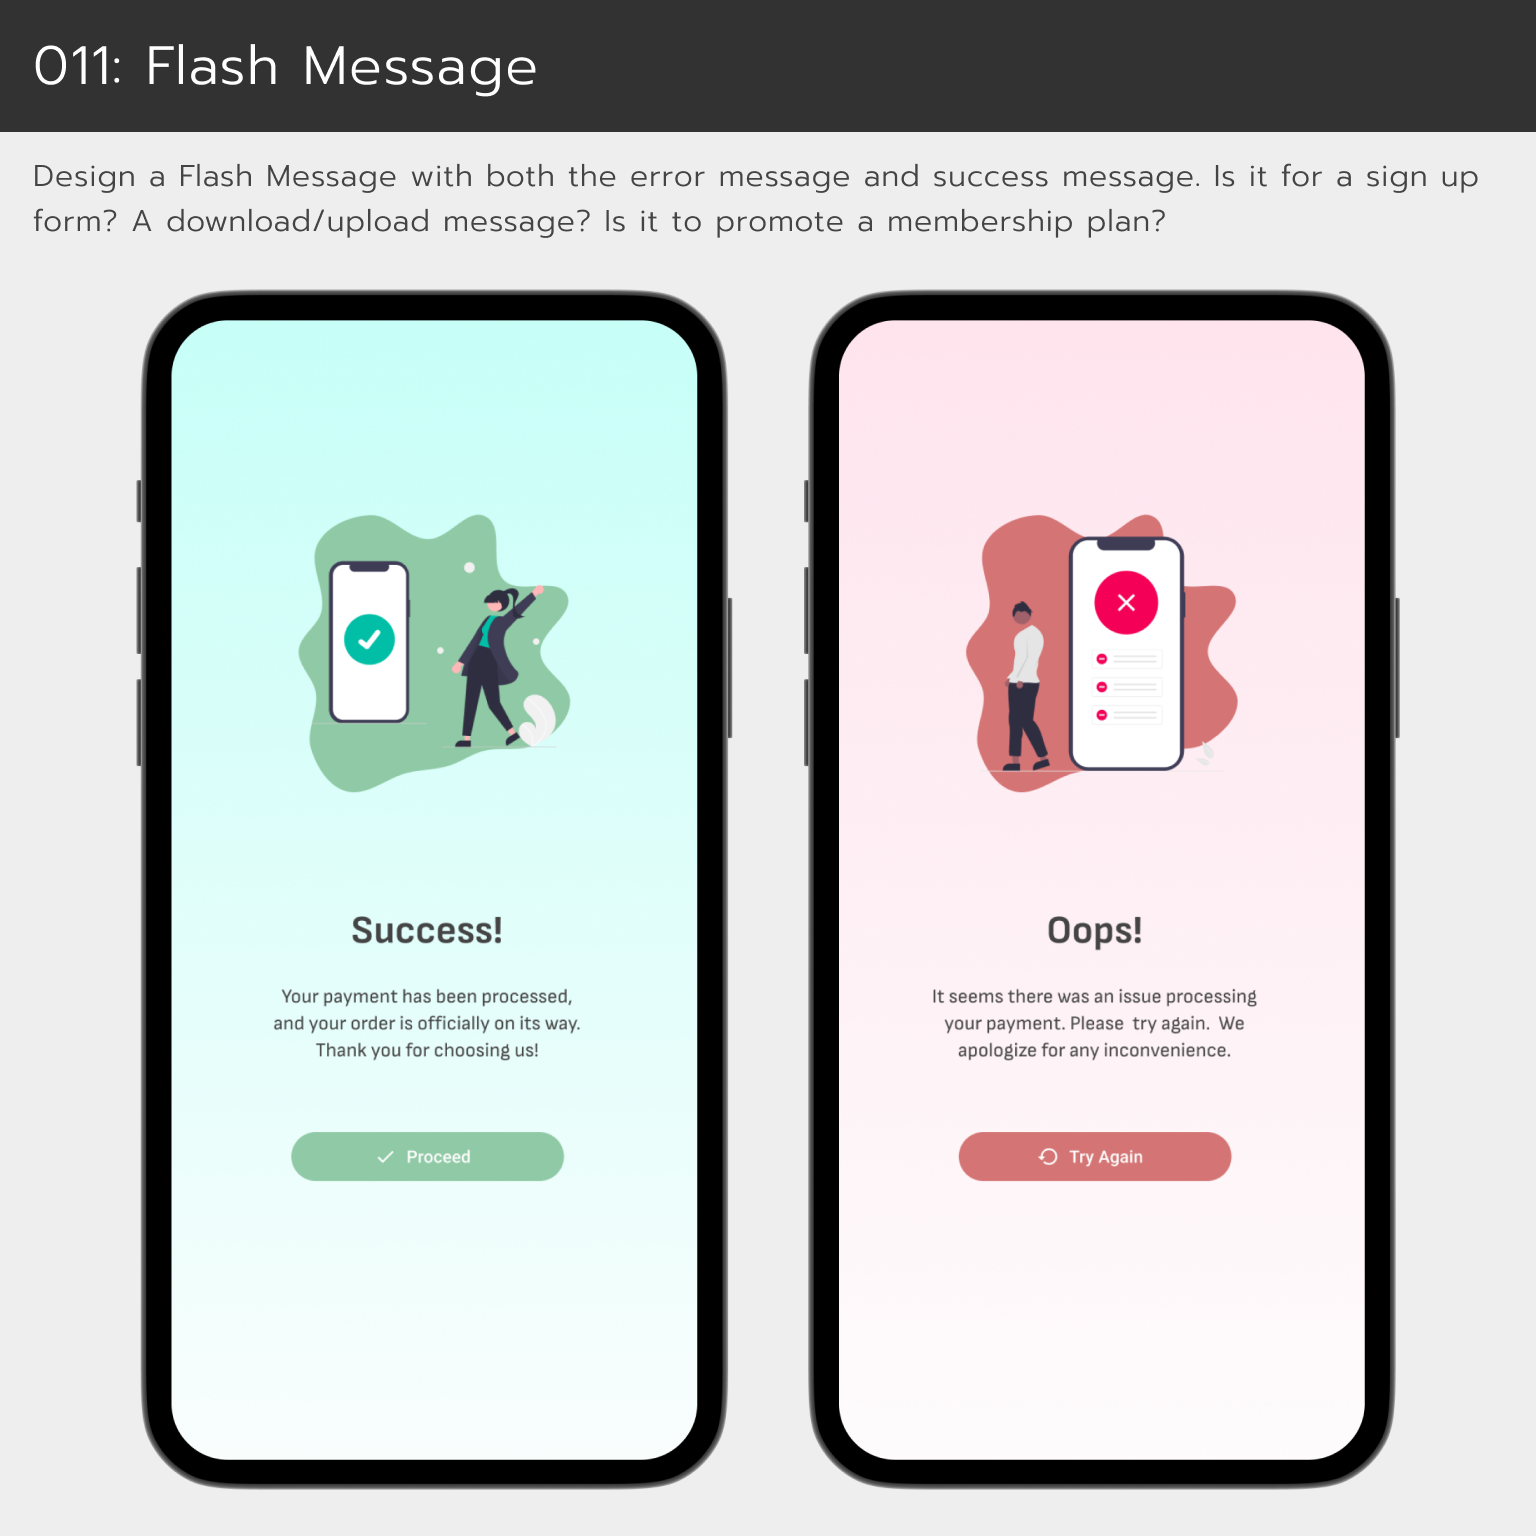 011: Flash Message
Design a Flash Message with both the error message and success message. Is it for a sign up
form? A download/upload message? Is it to promote a membership plan?
Success!
Your payment has been processed,
and your order is officially on its way.
Thank you for choosing us!
Proceed
Oops!
It seems there was an issue processing
your payment. Please  try again.  We
apologize for any inconvenience.
Try Again